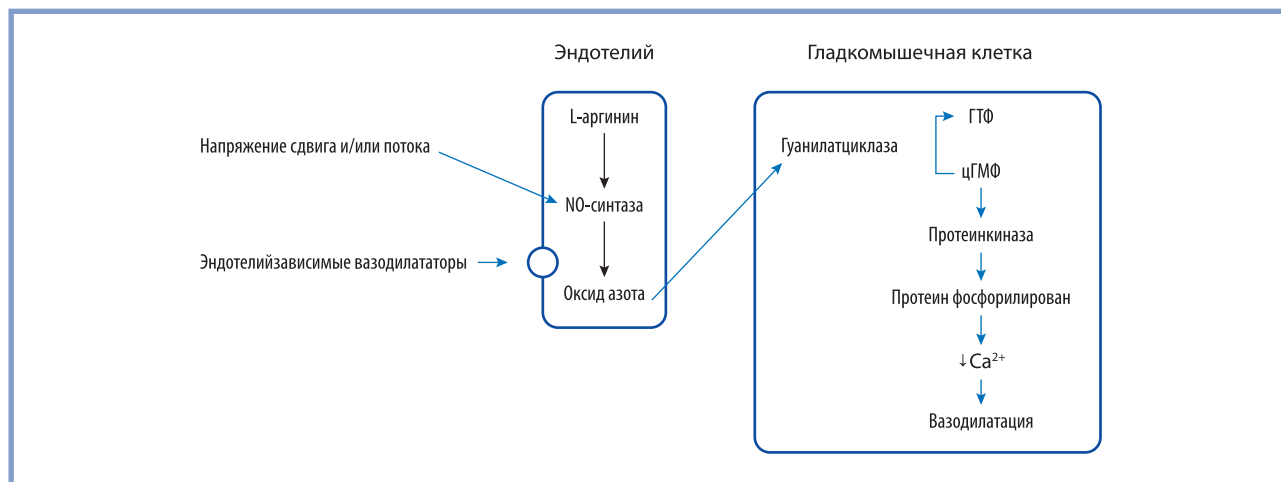 Эндотелий
Гладкомышечная клетка
L-аргинин
ГТФ
Напряжение сдвига и/или потока
Гуанилатциклаза
цГМФ
NO-синтаза
Протеинкиназа
Эндотелийзависимые вазодилататоры
Оксид азота
Протеин фосфорилирован
↓Ca²⁺
Вазодилатация